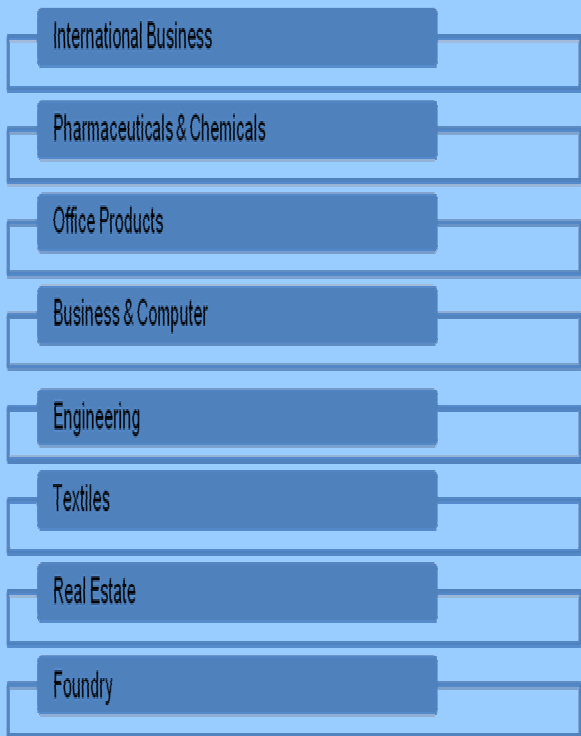 International Business
Pharmaceuticals & Chemicals
Office Products
Business & Computer
Engineering
Textiles
Real Estate
Foundry